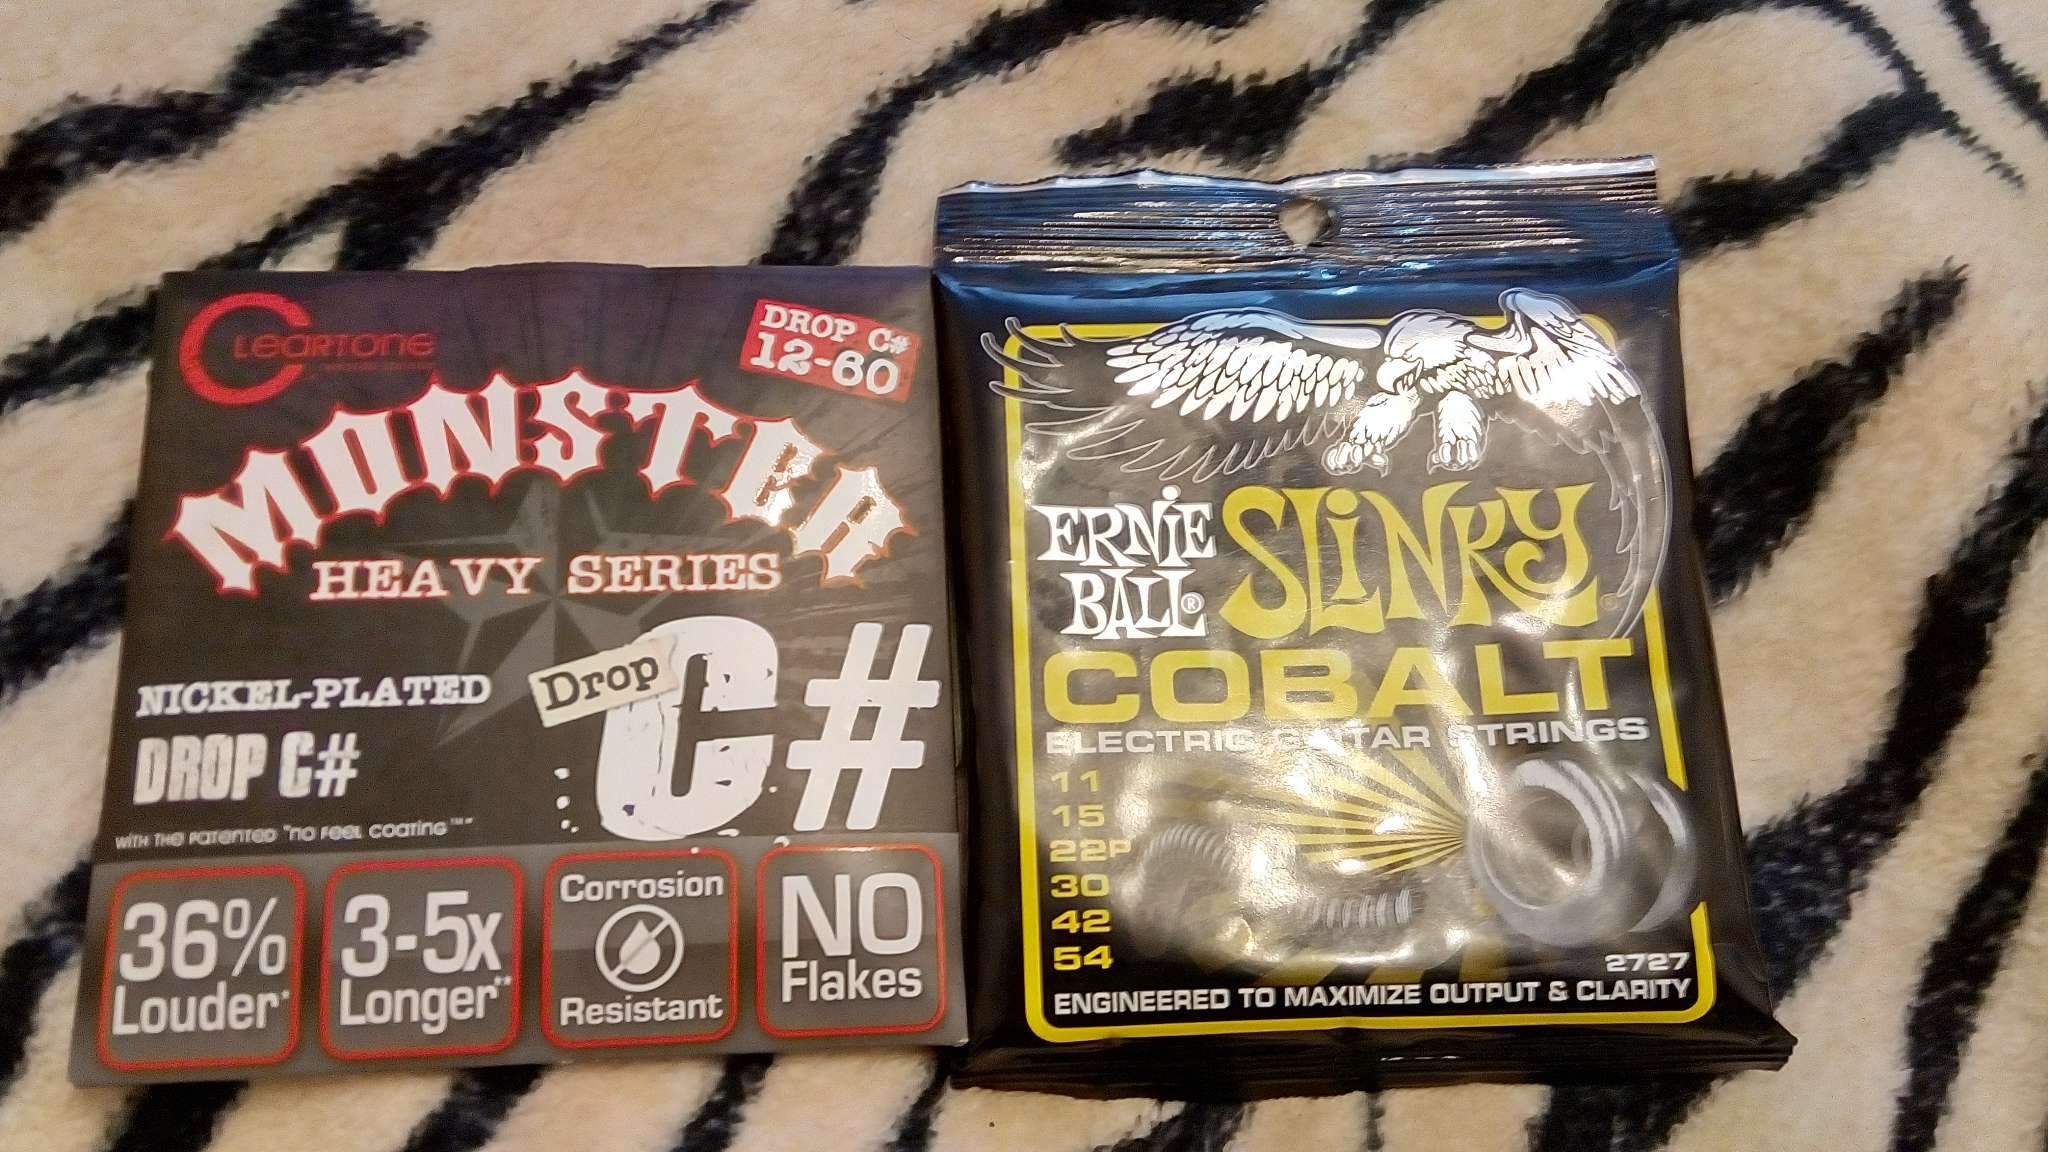 CLEARTONE
DROP C#
12-60
MONSTER
HEAVY SERIES
Drop C#
NICKEL-PLATED
DROP C#
WITH THE PATENTED "NO FEEL COATING™"
36%
Louder*
3-5x
Longer**
Corrosion
Resistant
NO
Flakes
ERNIE
BALL®
SLINKY®
COBALT
ELECTRIC GUITAR STRINGS
11
15
22P
30
42
54
2727
ENGINEERED TO MAXIMIZE OUTPUT & CLARITY